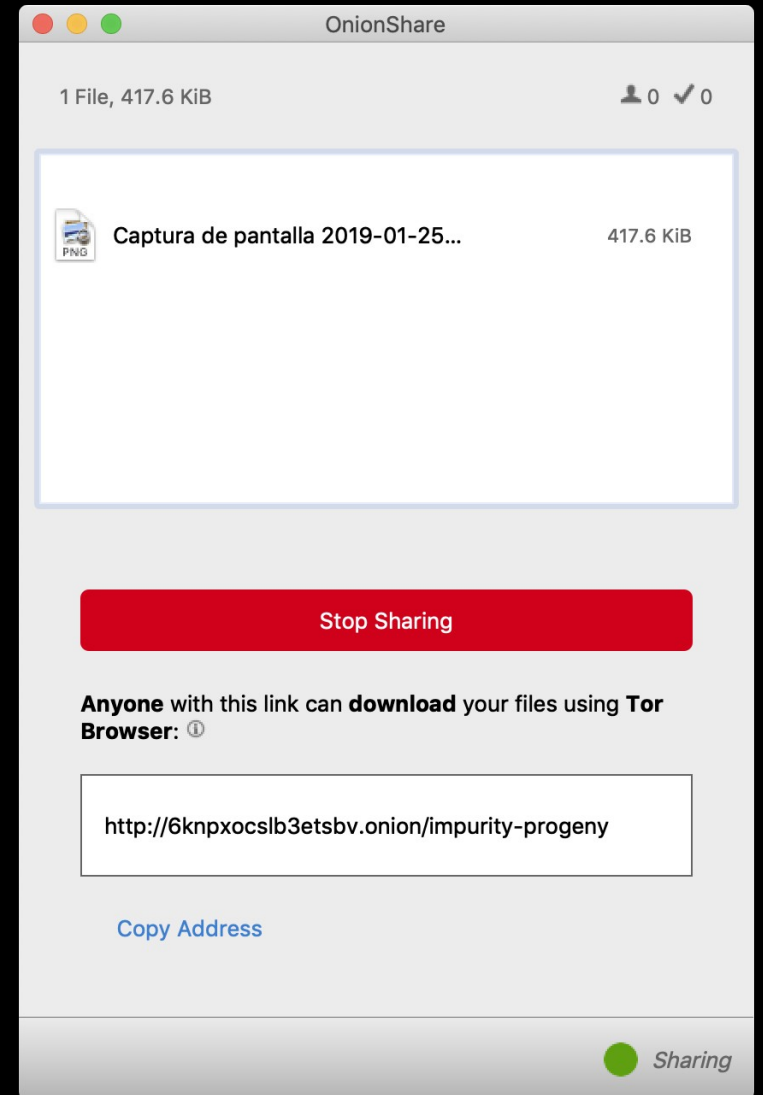 OnionShare
1 File, 417.6 KiB
0 0
PNG
Captura de pantalla 2019-01-25...
417.6 KiB
Stop Sharing
Anyone with this link can download your files using Tor
Browser:
http://6knpxocslb3etsbv.onion/impurity-progeny
Copy Address
Sharing